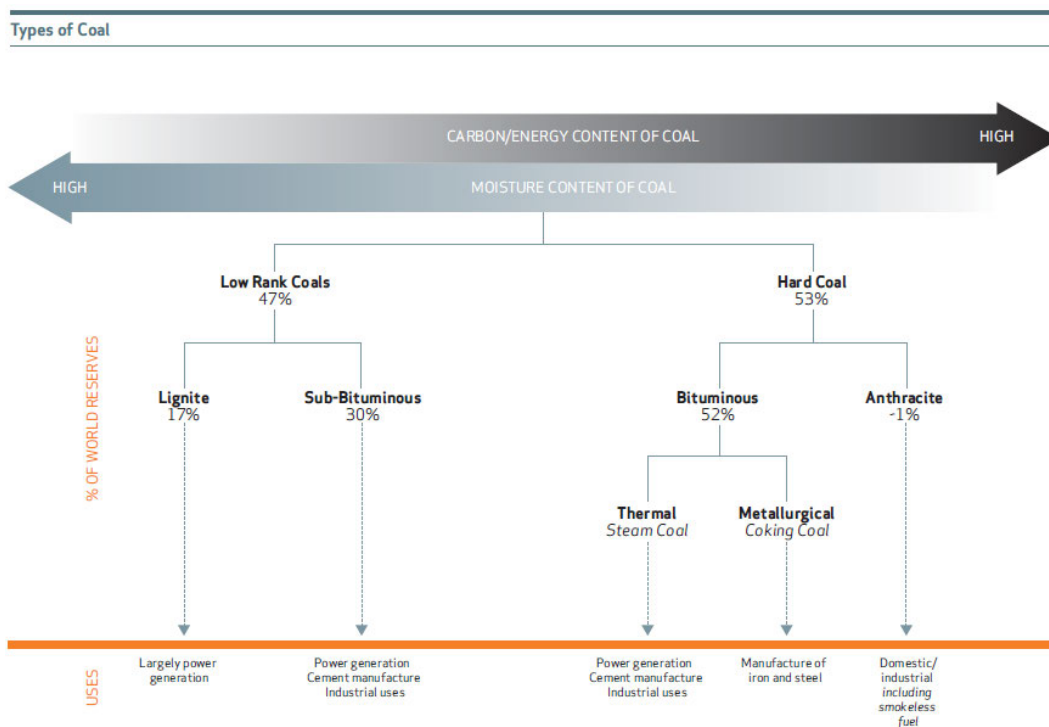 Types of Coal
CARBON/ENERGY CONTENT OF COAL
HIGH
HIGH
MOISTURE CONTENT OF COAL
Low Rank Coals
47%
Hard Coal
53%
% OF WORLD RESERVES
Lignite
17%
Sub-Bituminous
30%
Bituminous
52%
Anthracite
-1%
Thermal
Steam Coal
Metallurgical
Coking Coal
USES
Largely power
generation
Power generation
Cement manufacture
Industrial uses
Power generation
Cement manufacture
Industrial uses
Manufacture of
iron and steel
Domestic/
industrial
including
smokeless
fuel